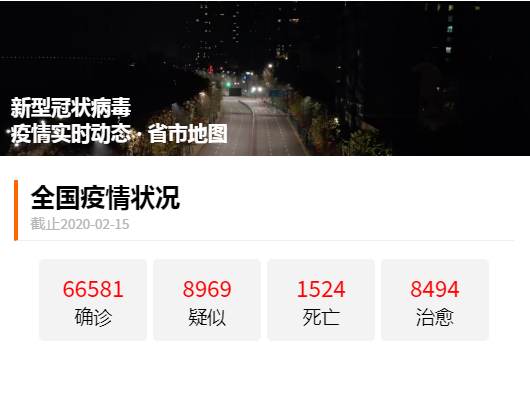 新型冠状病毒
疫情实时动态 · 省市地图
全国疫情状况
截止2020-02-15
66581 8969 1524 8494
确诊 疑似 死亡 治愈